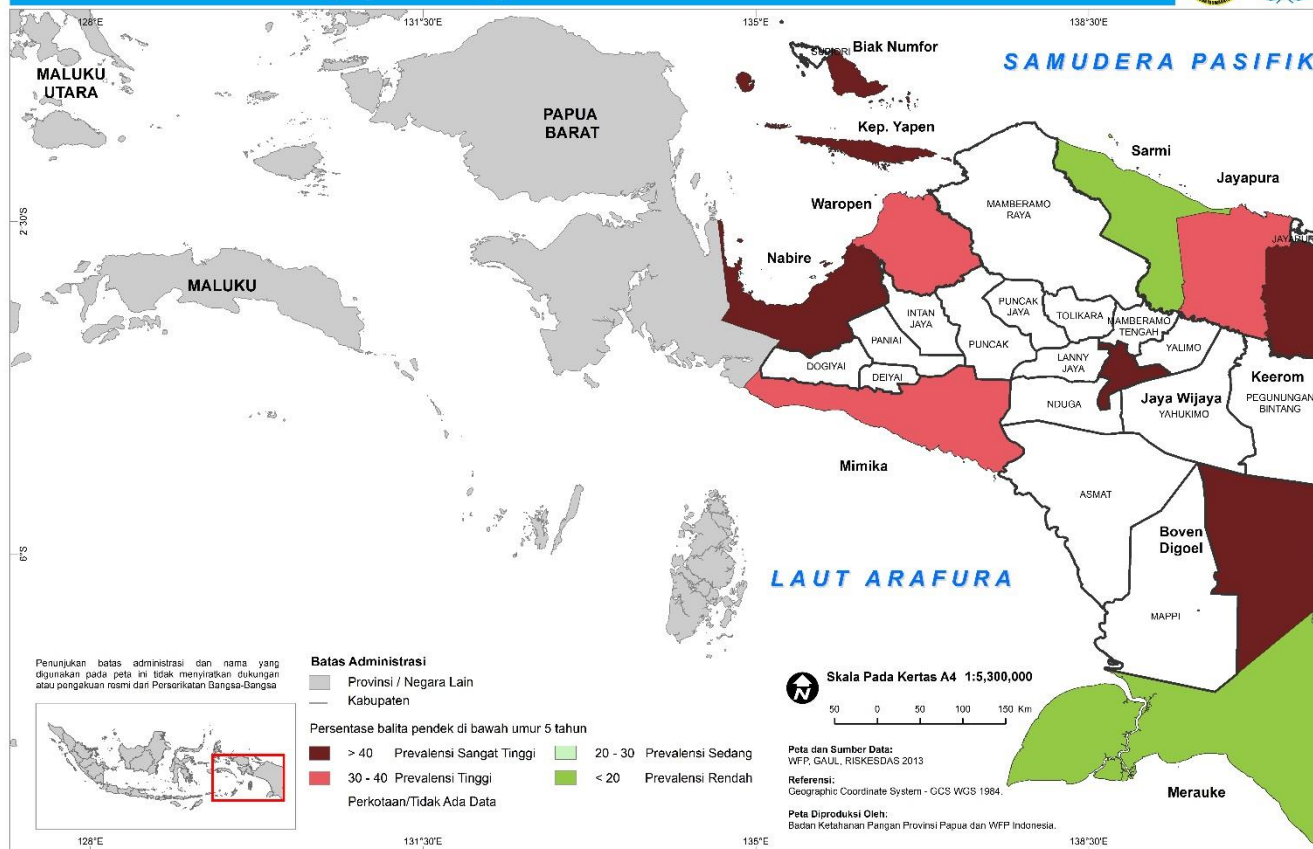 128°E
131°30'E
135°E
138°30'E
SUPIORI
Biak Numfor
SAMUDERA PASIFIK
MALUKU
UTARA
PAPUA
BARAT
Kep. Yapen
Sarmi
Jayapura
Waropen
MAMBERAMO
RAYA
2°30'S
Nabire
MALUKU
INTAN
JAYA
PUNCAK
JAYA
TOLIKARA
MAMBERAMO
TENGAH
PANIAI
PUNCAK
YALIMO
LANNY
JAYA
DOGIYAI
DEIYAI
Keerom
NDUGA
Jaya Wijaya
YAHUKIMO
PEGUNUNGAN
BINTANG
Mimika
ASMAT
Boven
Digoel
6°S
LAUT ARAFURA
MAPPI
Penunjukan batas administrasi dan nama yang
digunakan pada peta ini tidak menyiratkan dukungan
atau pengakuan resmi dari Perserikatan Bangsa-Bangsa
Batas Administrasi
Provinsi / Negara Lain
Kabupaten
Persentase balita pendek di bawah umur 5 tahun
> 40 Prevalensi Sangat Tinggi
20 - 30 Prevalensi Sedang
30 - 40 Prevalensi Tinggi
< 20 Prevalensi Rendah
Perkotaan/Tidak Ada Data
N
Skala Pada Kertas A4 1:5,300,000
50 0 50 100 150 Km
Peta dan Sumber Data:
WFP, GAUL, RISKESDAS 2013
Referensi:
Geographic Coordinate System - GCS WGS 1984.
Peta Diproduksi Oleh:
Badan Ketahanan Pangan Provinsi Papua dan WFP Indonesia.
Merauke
128°E
131°30'E
135°E
138°30'E